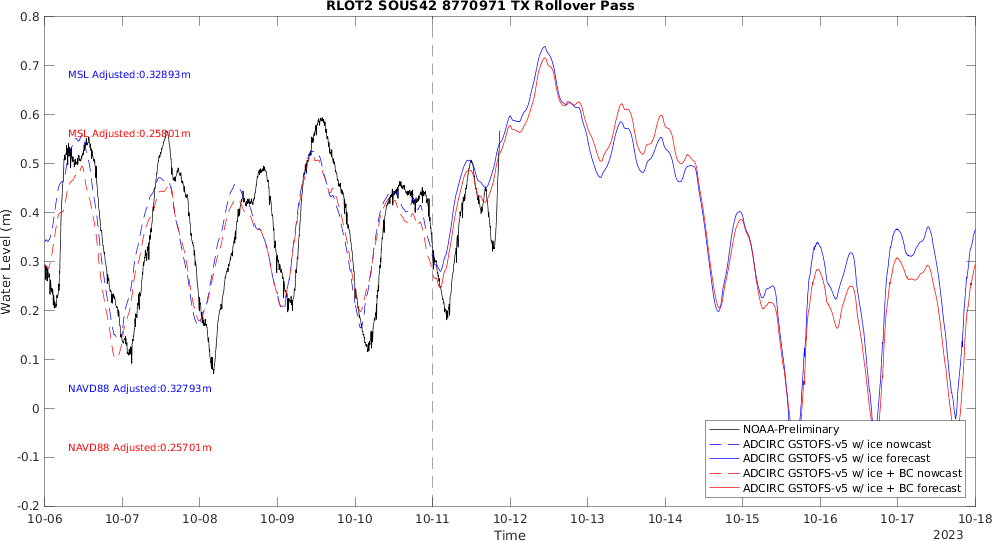 RLOT2 SOUS42 8770971 TX Rollover Pass
0.8
0.7
0.6
0.5
0.4
0.3
0.2
0.1
0
-0.1
-0.2
Water Level (m)
MSL Adjusted:0.32893m
MSL Adjusted:0.25801m
NAVD88 Adjusted:0.32793m
NAVD88 Adjusted:0.25701m
NOAA-Preliminary
ADCIRC GSTOFS-v5 w/ ice nowcast
ADCIRC GSTOFS-v5 w/ ice forecast
ADCIRC GSTOFS-v5 w/ ice + BC nowcast
ADCIRC GSTOFS-v5 w/ ice + BC forecast
10-06 10-07 10-08 10-09 10-10 10-11 10-12 10-13 10-14 10-15 10-16 10-17 10-18
Time
2023